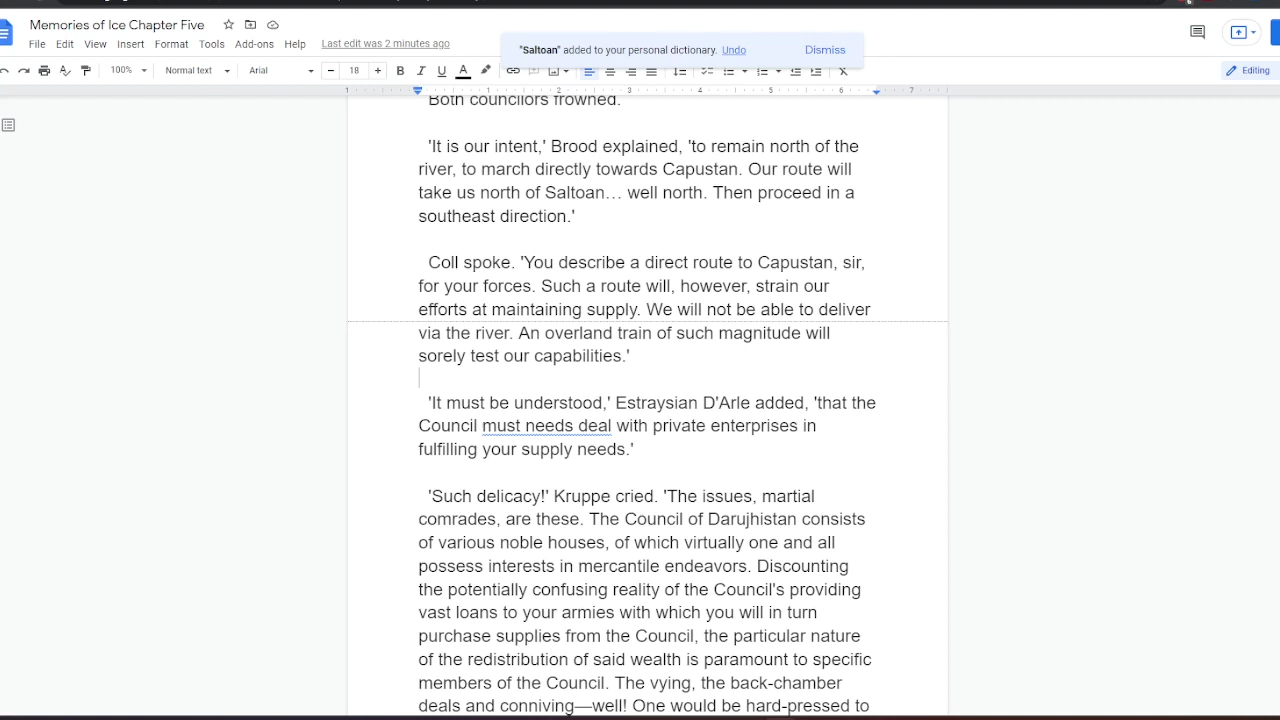 Memories of Ice Chapter Five
File Edit View Insert Format Tools Add-ons Help Last edit was 2 minutes ago
"Saltoan" added to your personal dictionary. Undo Dismiss
100% Normal text Arial 18 B I U A Editing
1 1 2 3 4 5 6 7
Both councilors frowned.
'It is our intent,' Brood explained, 'to remain north of the
river, to march directly towards Capustan. Our route will
take us north of Saltoan… well north. Then proceed in a
southeast direction.'
Coll spoke. 'You describe a direct route to Capustan, sir,
for your forces. Such a route will, however, strain our
efforts at maintaining supply. We will not be able to deliver
via the river. An overland train of such magnitude will
sorely test our capabilities.'
'It must be understood,' Estraysian D'Arle added, 'that the
Council must needs deal with private enterprises in
fulfilling your supply needs.'
'Such delicacy!' Kruppe cried. 'The issues, martial
comrades, are these. The Council of Darujhistan consists
of various noble houses, of which virtually one and all
possess interests in mercantile endeavors. Discounting
the potentially confusing reality of the Council's providing
vast loans to your armies with which you will in turn
purchase supplies from the Council, the particular nature
of the redistribution of said wealth is paramount to specific
members of the Council. The vying, the back-chamber
deals and conniving—well! One would be hard-pressed to